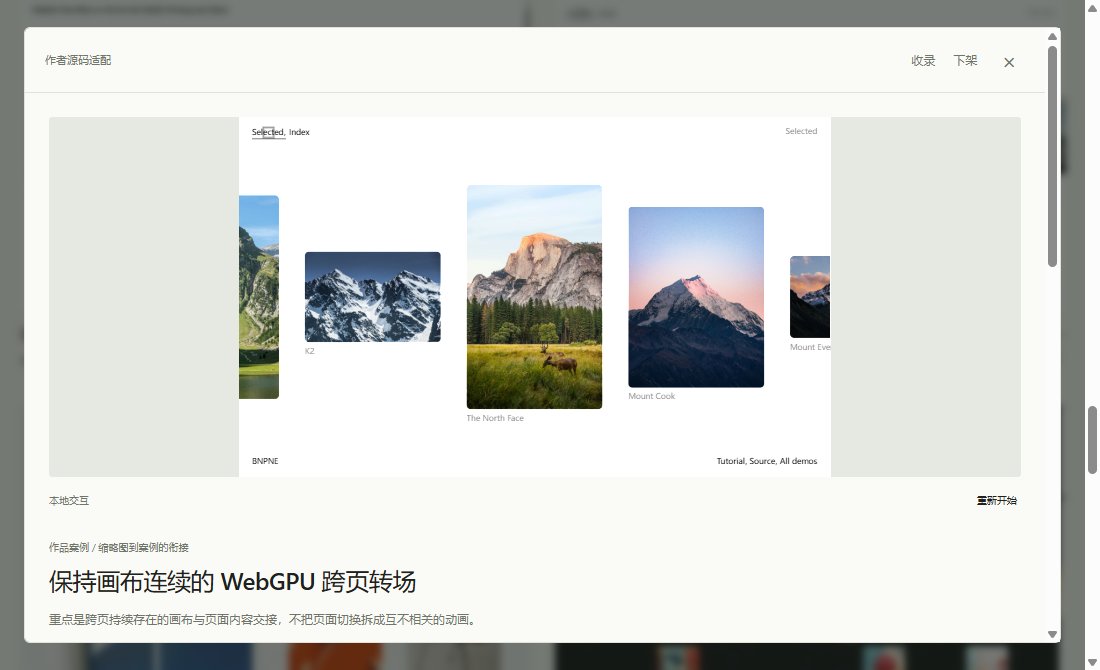 作者源码适配
收录 下架
Selected, Index
Selected
K2
The North Face
Mount Cook
Mount Eve
BNPNE
Tutorial, Source, All demos
本地交互
重新开始
作品案例 / 缩略图到案例的衔接
保持画布连续的 WebGPU 跨页转场
重点是跨页持续存在的画布与页面内容交接，不把页面切换拆成互不相关的动画。